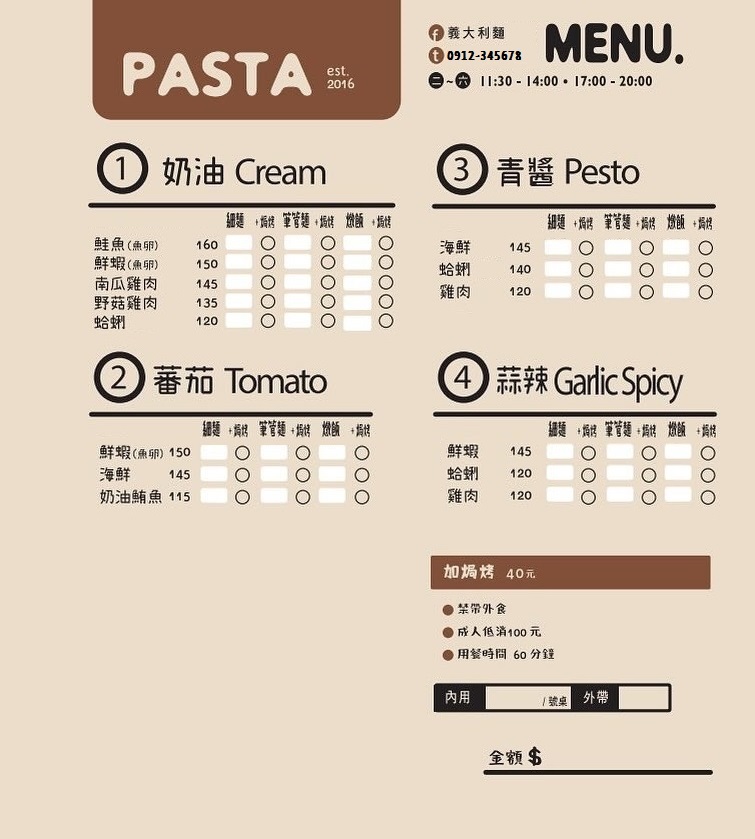 PASTA est.
2016
義大利麵
0912-345678
MENU.
二~六 11:30 - 14:00 • 17:00 - 20:00
1 奶油 Cream
細麵 +焗烤 筆管麵 +焗烤 燉飯 +焗烤
鮭魚(魚卵) 160
鮮蝦(魚卵) 150
南瓜雞肉 145
野菇雞肉 135
蛤蜊 120
2 蕃茄 Tomato
細麵 +焗烤 筆管麵 +焗烤 燉飯 +焗烤
鮮蝦(魚卵) 150
海鮮 145
奶油鮪魚 115
3 青醬 Pesto
細麵 +焗烤 筆管麵 +焗烤 燉飯 +焗烤
海鮮 145
蛤蜊 140
雞肉 120
4 蒜辣 Garlic Spicy
細麵 +焗烤 筆管麵 +焗烤 燉飯 +焗烤
鮮蝦 145
蛤蜊 120
雞肉 120
加焗烤 40元
禁帶外食
成人低消100元
用餐時間 60 分鐘
內用 /號桌 外帶
金額 $